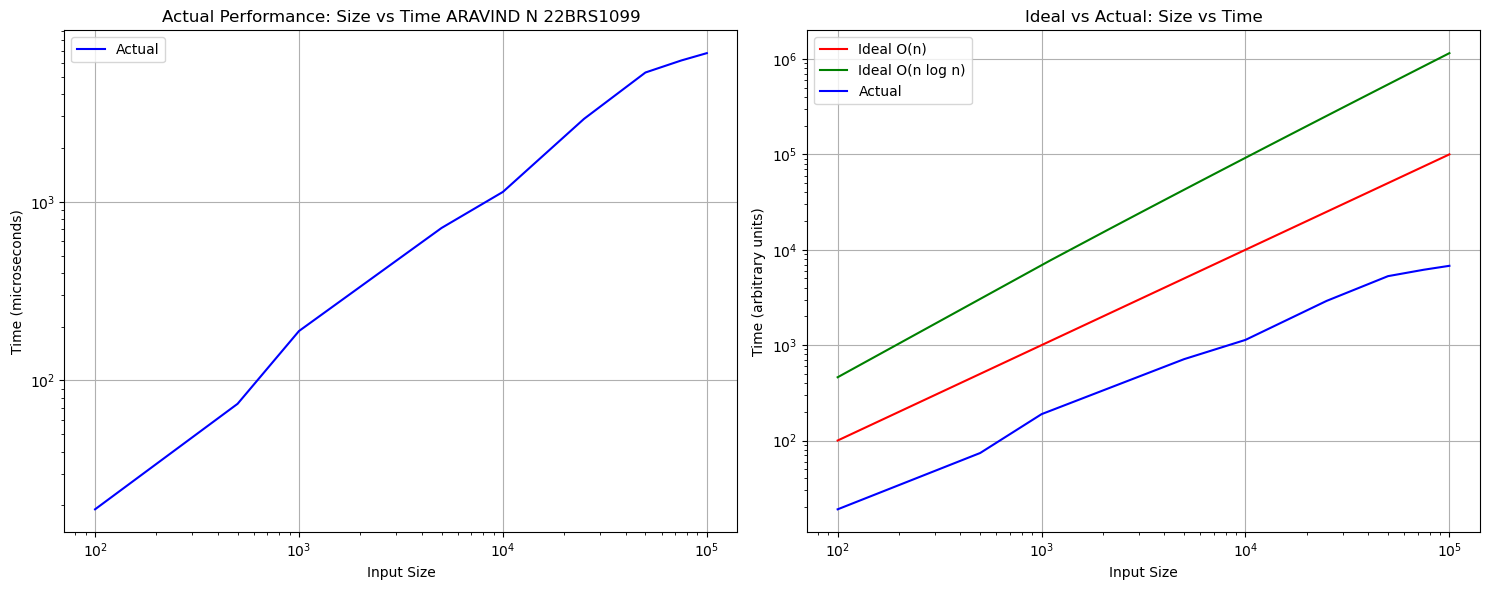 Actual Performance: Size vs Time ARAVIND N 22BRS1099
Actual
Time (microseconds)
10³
10²
10² 10³ 10⁴ 10⁵
Input Size
Ideal vs Actual: Size vs Time
Ideal O(n)
Ideal O(n log n)
Actual
Time (arbitrary units)
10⁶
10⁵
10⁴
10³
10²
10² 10³ 10⁴ 10⁵
Input Size